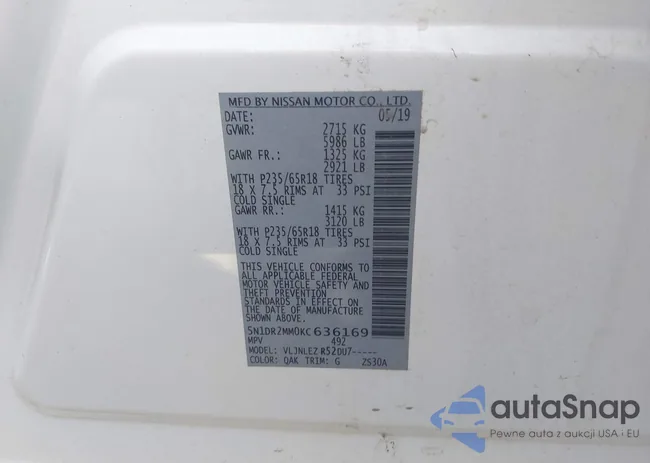 MFD BY NISSAN MOTOR CO., LTD.
DATE: 05/19
GVWR: 2715 KG
5986 LB
GAWR FR.: 1325 KG
2921 LB
WITH P235/65R18 TIRES
18 X 7.5 RIMS AT 33 PSI
COLD SINGLE
GAWR RR.: 1415 KG
3120 LB
WITH P235/65R18 TIRES
18 X 7.5 RIMS AT 33 PSI
COLD SINGLE
THIS VEHICLE CONFORMS TO
ALL APPLICABLE FEDERAL
MOTOR VEHICLE SAFETY AND
THEFT PREVENTION
STANDARDS IN EFFECT ON
THE DATE OF MANUFACTURE
SHOWN ABOVE.
5N1DR2MM0KC636169
MPV 492
MODEL: VLJNLEZ R52DU7-----
COLOR: QAK TRIM: G ZS30A
autaSnap
Pewne auta z aukcji USA i EU